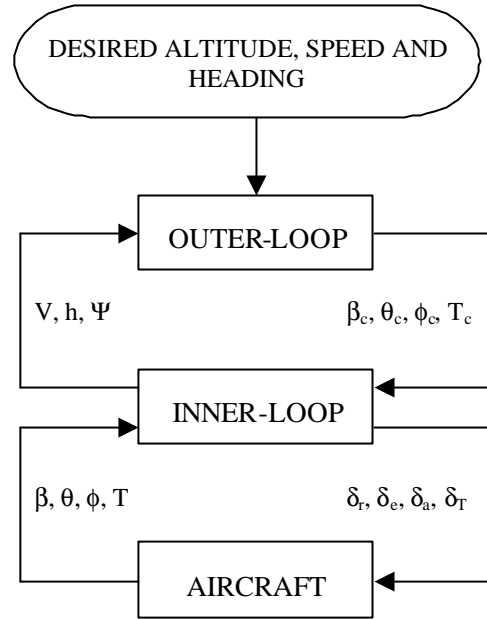 DESIRED ALTITUDE, SPEED AND
HEADING
OUTER-LOOP
V, h, Ψ
β_c, θ_c, ϕ_c, T_c
INNER-LOOP
β, θ, ϕ, T
δ_r, δ_e, δ_a, δ_T
AIRCRAFT